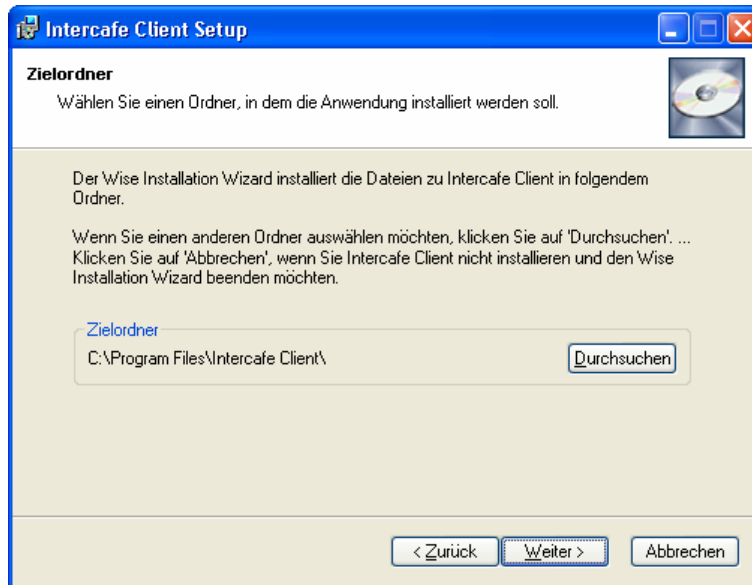 Intercafe Client Setup
Zielordner
Wählen Sie einen Ordner, in dem die Anwendung installiert werden soll.
Der Wise Installation Wizard installiert die Dateien zu Intercafe Client in folgendem
Ordner.
Wenn Sie einen anderen Ordner auswählen möchten, klicken Sie auf 'Durchsuchen'. ...
Klicken Sie auf 'Abbrechen', wenn Sie Intercafe Client nicht installieren und den Wise
Installation Wizard beenden möchten.
Zielordner
C:\Program Files\Intercafe Client\
Durchsuchen
< Zurück
Weiter >
Abbrechen